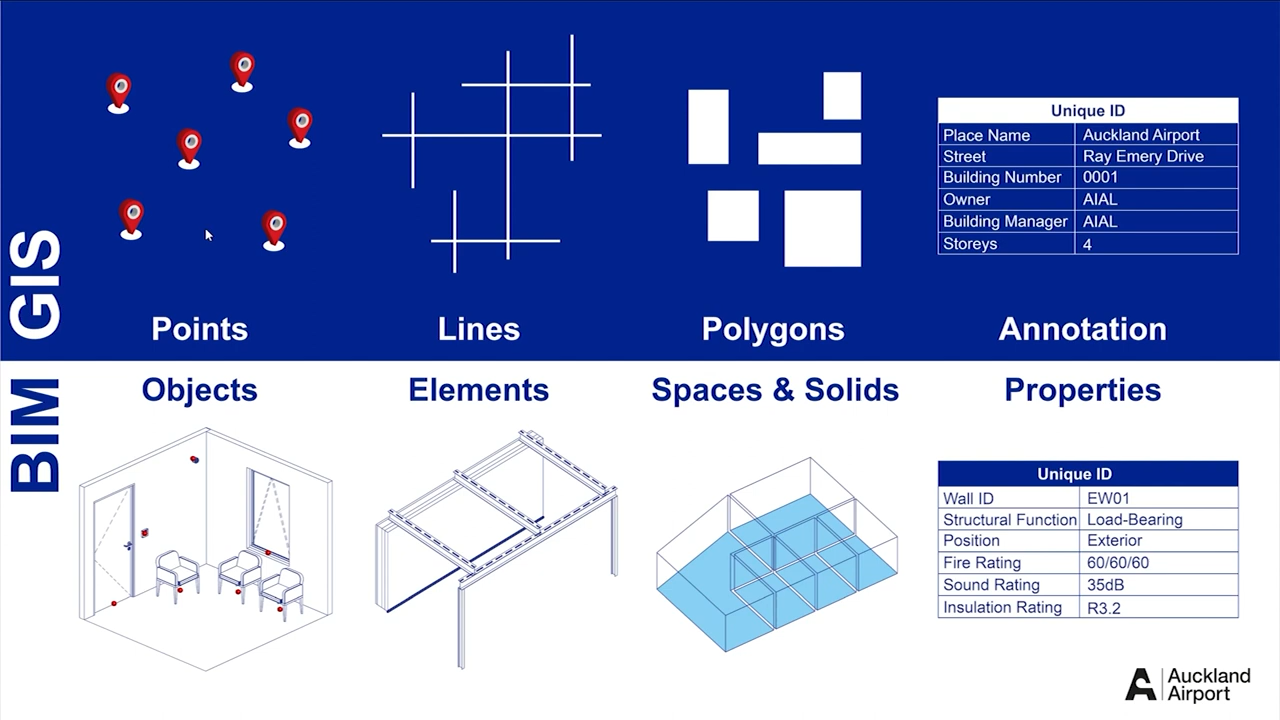 GIS
Points
Lines
Polygons
Annotation
Unique ID
Place Name Auckland Airport
Street Ray Emery Drive
Building Number 0001
Owner AIAL
Building Manager AIAL
Storeys 4
BIM
Objects
Elements
Spaces & Solids
Properties
Unique ID
Wall ID EW01
Structural Function Load-Bearing
Position Exterior
Fire Rating 60/60/60
Sound Rating 35dB
Insulation Rating R3.2
Auckland
Airport